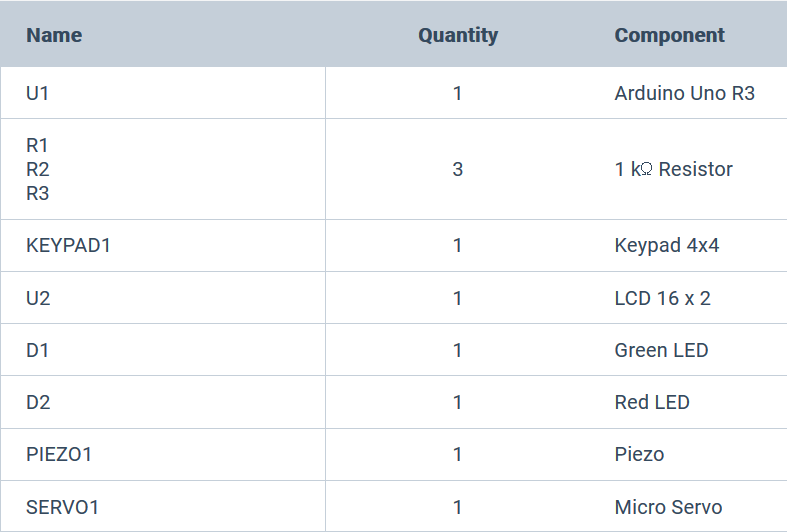 Name Quantity Component
U1 1 Arduino Uno R3
R1
R2 3 1 kΩ Resistor
R3
KEYPAD1 1 Keypad 4x4
U2 1 LCD 16 x 2
D1 1 Green LED
D2 1 Red LED
PIEZO1 1 Piezo
SERVO1 1 Micro Servo